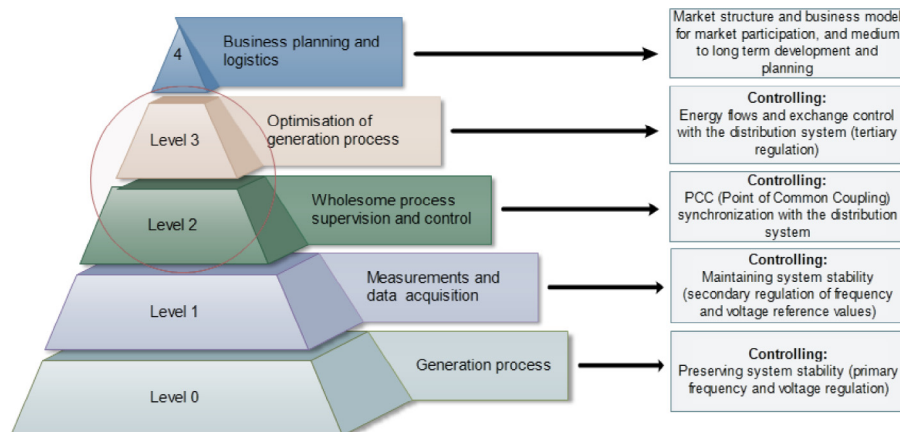 4
Business planning and
logistics
Market structure and business model
for market participation, and medium
to long term development and
planning
Level 3
Optimisation of
generation process
Controlling:
Energy flows and exchange control
with the distribution system (tertiary
regulation)
Level 2
Wholesome process
supervision and control
Controlling:
PCC (Point of Common Coupling)
synchronization with the distribution
system
Level 1
Measurements and
data acquisition
Controlling:
Maintaining system stability
(secondary regulation of frequency
and voltage reference values)
Level 0
Generation process
Controlling:
Preserving system stability (primary
frequency and voltage regulation)